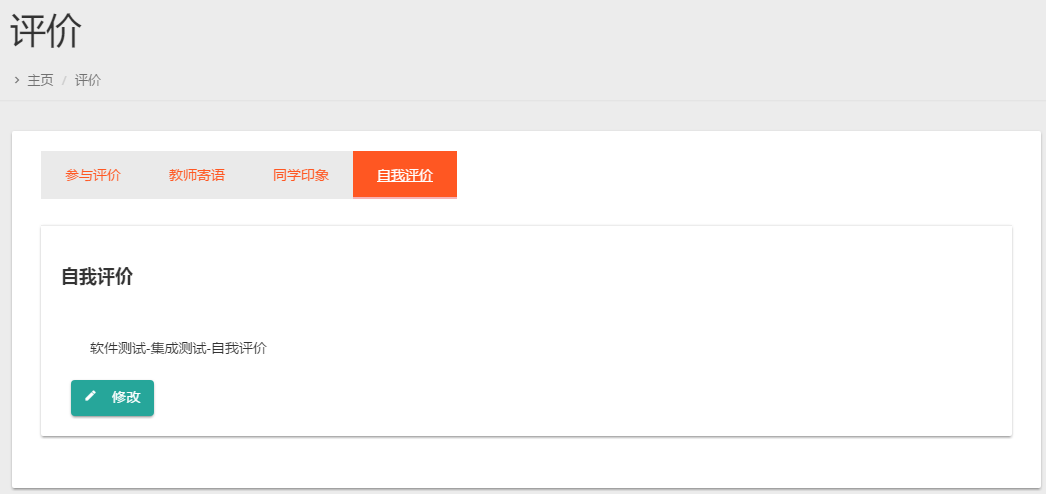 评价
主页 / 评价
参与评价 教师寄语 同学印象 自我评价
自我评价
软件测试-集成测试-自我评价
修改